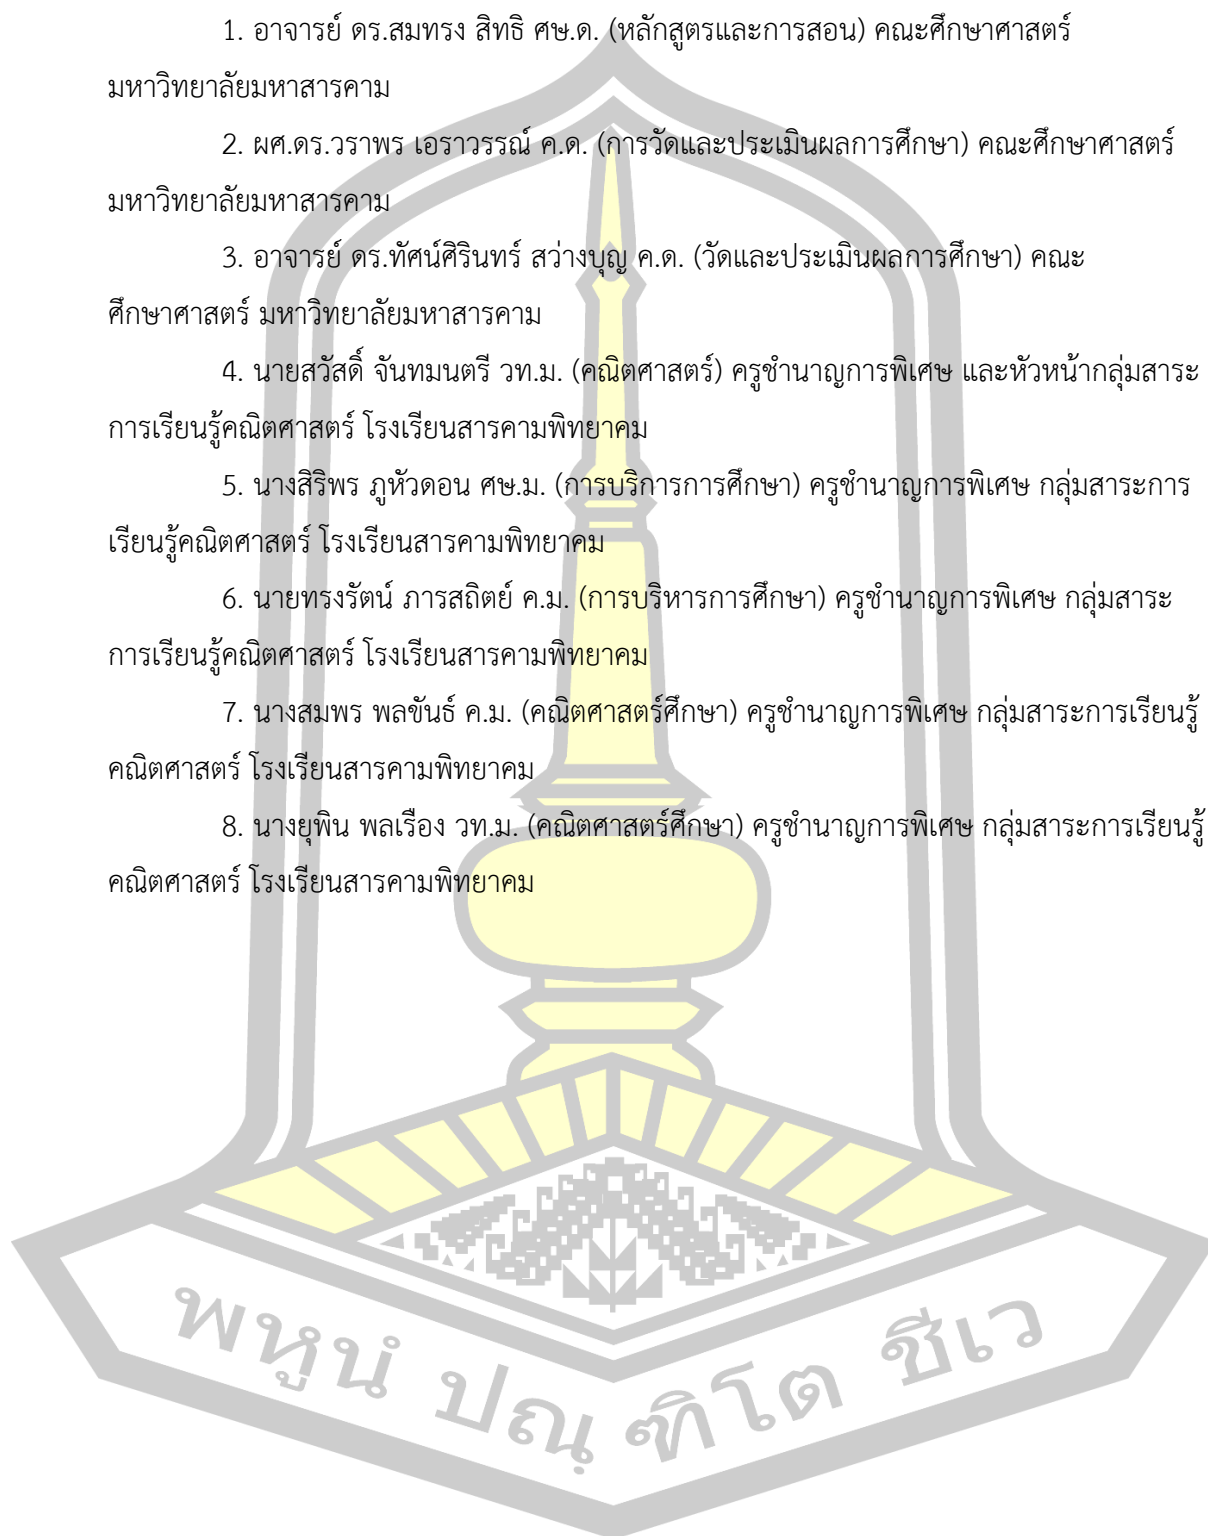 1. อาจารย์ ดร.สมทรง สิทธิ ศษ.ด. (หลักสูตรและการสอน) คณะศึกษาศาสตร์
มหาวิทยาลัยมหาสารคาม
2. ผศ.ดร.วราพร เอราวรรณ์ ค.ด. (การวัดและประเมินผลการศึกษา) คณะศึกษาศาสตร์
มหาวิทยาลัยมหาสารคาม
3. อาจารย์ ดร.ทัศน์ศิรินทร์ สว่างบุญ ค.ด. (วัดและประเมินผลการศึกษา) คณะ
ศึกษาศาสตร์ มหาวิทยาลัยมหาสารคาม
4. นายสวัสดิ์ จันทมนตรี วท.ม. (คณิตศาสตร์) ครูชำนาญการพิเศษ และหัวหน้ากลุ่มสาระ
การเรียนรู้คณิตศาสตร์ โรงเรียนสารคามพิทยาคม
5. นางสิริพร ภูหัวดอน ศษ.ม. (การบริการการศึกษา) ครูชำนาญการพิเศษ กลุ่มสาระการ
เรียนรู้คณิตศาสตร์ โรงเรียนสารคามพิทยาคม
6. นายทรงรัตน์ ภารสถิตย์ ค.ม. (การบริหารการศึกษา) ครูชำนาญการพิเศษ กลุ่มสาระ
การเรียนรู้คณิตศาสตร์ โรงเรียนสารคามพิทยาคม
7. นางสมพร พลขันธ์ ค.ม. (คณิตศาสตร์ศึกษา) ครูชำนาญการพิเศษ กลุ่มสาระการเรียนรู้
คณิตศาสตร์ โรงเรียนสารคามพิทยาคม
8. นางยุพิน พลเรือง วท.ม. (คณิตศาสตร์ศึกษา) ครูชำนาญการพิเศษ กลุ่มสาระการเรียนรู้
คณิตศาสตร์ โรงเรียนสารคามพิทยาคม
พหูนํ ปณฺฑิโต ชีเว